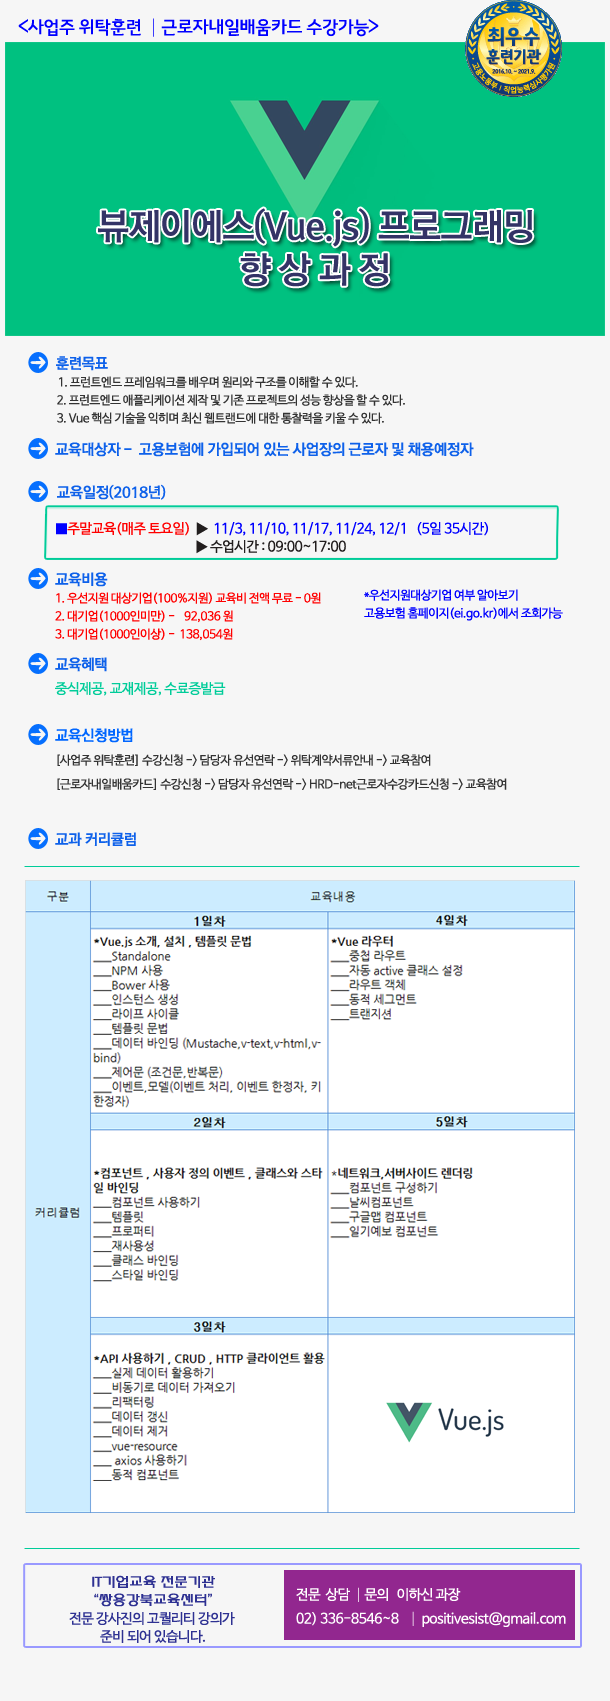 <사업주 위탁훈련 | 근로자내일배움카드 수강가능>
최우수
훈련기관
2016.10. ~ 2021.9.
고용노동부 | 직업능력심사평가원
뷰제이에스(Vue.js) 프로그래밍
향상과정
훈련목표
1. 프런트엔드 프레임워크를 배우며 원리와 구조를 이해할 수 있다.
2. 프런트엔드 애플리케이션 제작 및 기존 프로젝트의 성능 향상을 할 수 있다.
3. Vue 핵심 기술을 익히며 최신 웹트랜드에 대한 통찰력을 키울 수 있다.
교육대상자 - 고용보험에 가입되어 있는 사업장의 근로자 및 채용예정자
교육일정(2018년)
■주말교육(매주 토요일) ▶ 11/3, 11/10, 11/17, 11/24, 12/1 (5일 35시간)
▶ 수업시간 : 09:00~17:00
교육비용
1. 우선지원 대상기업(100%지원) 교육비 전액 무료 - 0원
2. 대기업(1000인미만) - 92,036 원
3. 대기업(1000인이상) - 138,054원
*우선지원대상기업 여부 알아보기
고용보험 홈페이지(ei.go.kr)에서 조회가능
교육혜택
중식제공, 교재제공, 수료증발급
교육신청방법
[사업주 위탁훈련] 수강신청 -> 담당자 유선연락 -> 위탁계약서류안내 -> 교육참여
[근로자내일배움카드] 수강신청 -> 담당자 유선연락 -> HRD-net근로자수강카드신청 -> 교육참여
교과 커리큘럼
구분
교육내용
커리큘럼
1일차
*Vue.js 소개, 설치 , 템플릿 문법
___Standalone
___NPM 사용
___Bower 사용
___인스턴스 생성
___라이프 사이클
___템플릿 문법
___데이터 바인딩 (Mustache,v-text,v-html,v-
bind)
___제어문 (조건문,반복문)
___이벤트,모델(이벤트 처리, 이벤트 한정자, 키
한정자)
4일차
*Vue 라우터
___중첩 라우트
___자동 active 클래스 설정
___라우트 객체
___동적 세그먼트
___트랜지션
2일차
*컴포넌트 , 사용자 정의 이벤트 , 클래스와 스타
일 바인딩
___컴포넌트 사용하기
___템플릿
___프로퍼티
___재사용성
___클래스 바인딩
___스타일 바인딩
5일차
*네트워크,서버사이드 렌더링
___컴포넌트 구성하기
___날씨컴포넌트
___구글맵 컴포넌트
___일기예보 컴포넌트
3일차
*API 사용하기 , CRUD , HTTP 클라이언트 활용
___실제 데이터 활용하기
___비동기로 데이터 가져오기
___리팩터링
___데이터 갱신
___데이터 제거
___vue-resource
___ axios 사용하기
___동적 컴포넌트
Vue.js
IT기업교육 전문기관
“쌍용강북교육센터”
전문 강사진의 고퀄리티 강의가
준비 되어 있습니다.
전문 상담 | 문의 이하신 과장
02) 336-8546~8 | positivesist@gmail.com